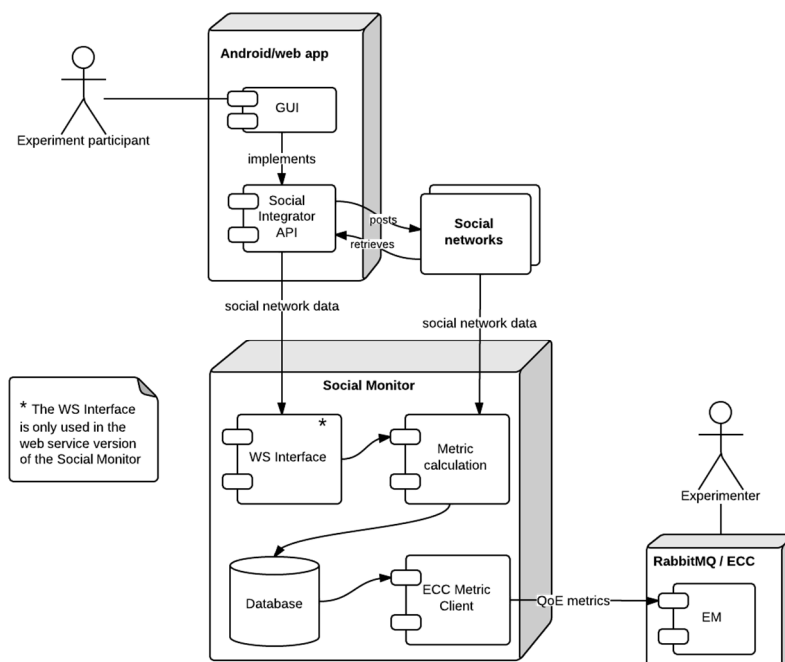 Android/web app
GUI
Experiment participant
implements
Social
Integrator
API
posts
retrieves
Social
networks
social network data
social network data
Social Monitor
* The WS Interface
is only used in the
web service version
of the Social Monitor
*
WS Interface
Metric
calculation
Experimenter
Database
ECC Metric
Client
QoE metrics
RabbitMQ / ECC
EM